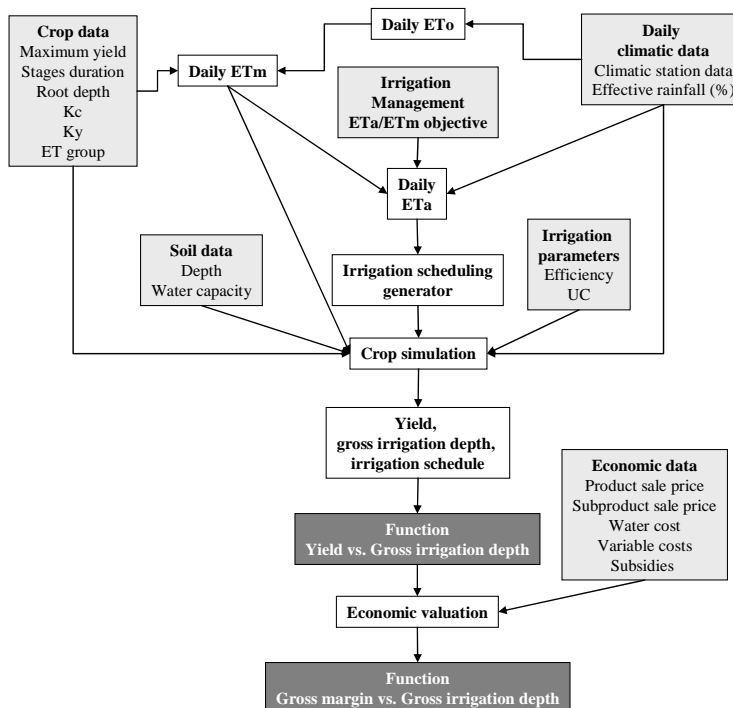 Crop data
Maximum yield
Stages duration
Root depth
Kc
Ky
ET group
Daily ETo
Daily
climatic data
Climatic station data
Effective rainfall (%)
Daily ETm
Irrigation
Management
ETa/ETm objective
Daily
ETa
Soil data
Depth
Water capacity
Irrigation scheduling
generator
Irrigation
parameters
Efficiency
UC
Crop simulation
Yield,
gross irrigation depth,
irrigation schedule
Economic data
Product sale price
Subproduct sale price
Water cost
Variable costs
Subsidies
Function
Yield vs. Gross irrigation depth
Economic valuation
Function
Gross margin vs. Gross irrigation depth